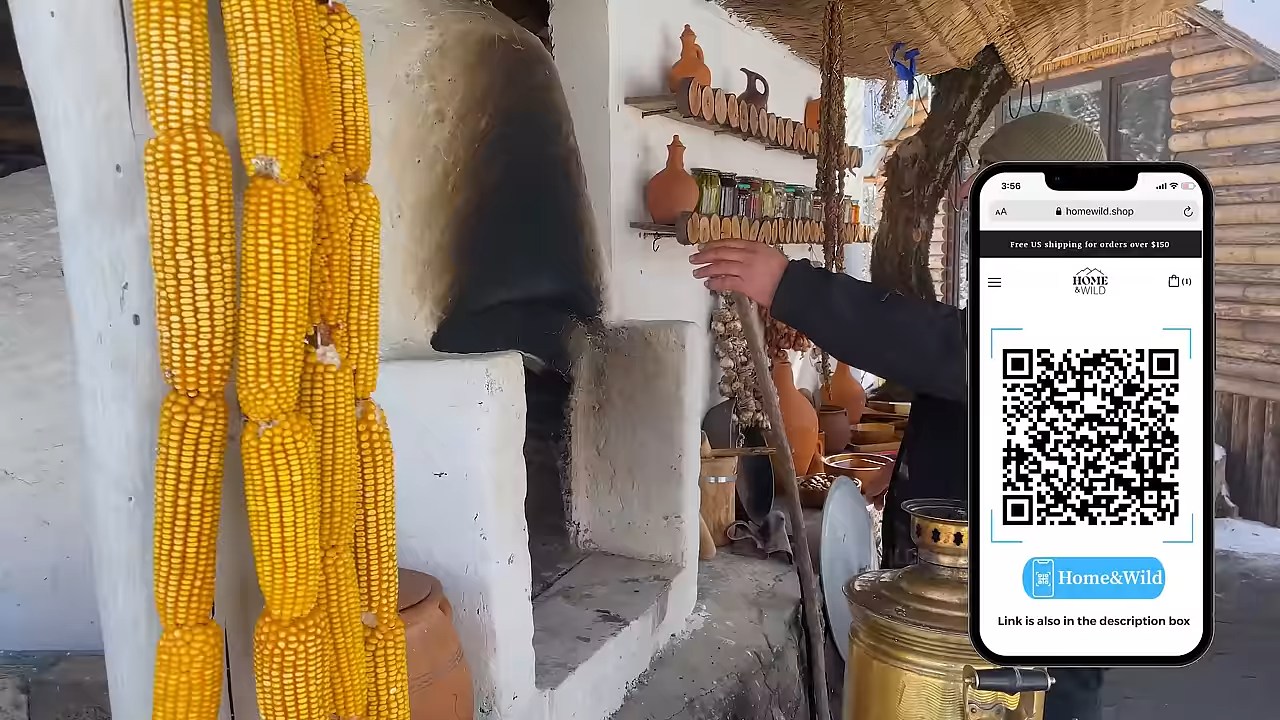 3:56
AA
homewild.shop
Free US shipping for orders over $150
HOME
&WILD
(1)
Home&Wild
Link is also in the description box